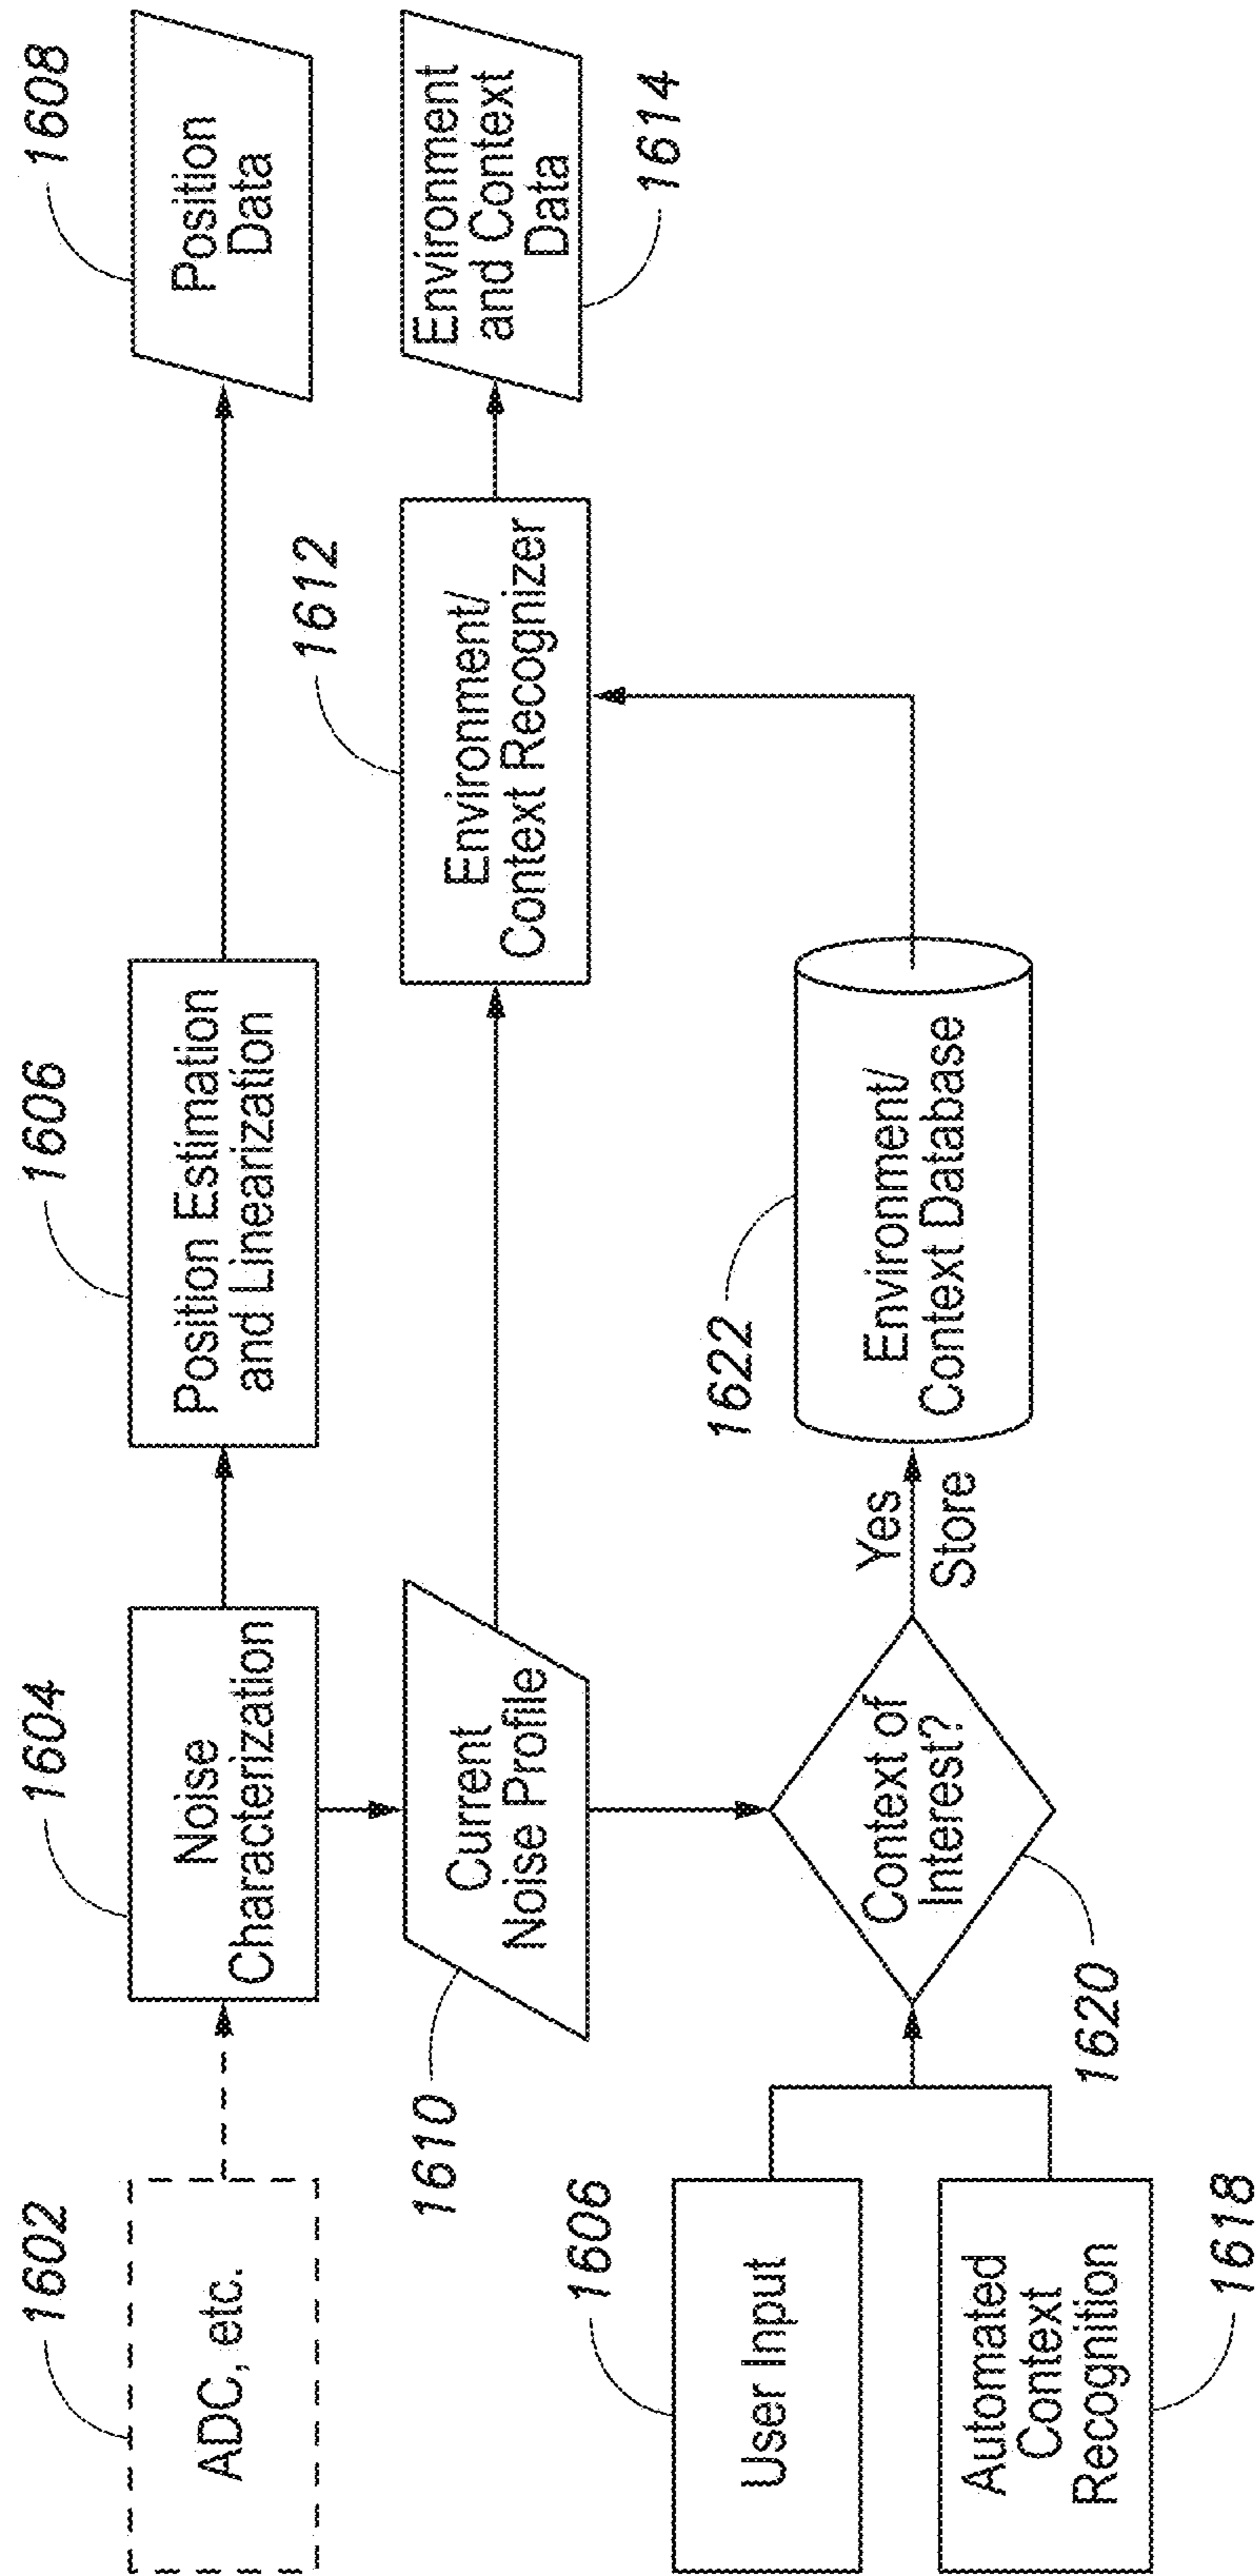 1602
ADC, etc.
1604
Noise
Characterization
1606
Position Estimation
and Linearization
1608
Position
Data
1610
Current
Noise Profile
1612
Environment/
Context Recognizer
Environment
and Context
Data
1614
1606
User Input
Automated
Context
Recognition
1618
Context of
Interest?
1620
Yes
Store
1622
Environment/
Context Database